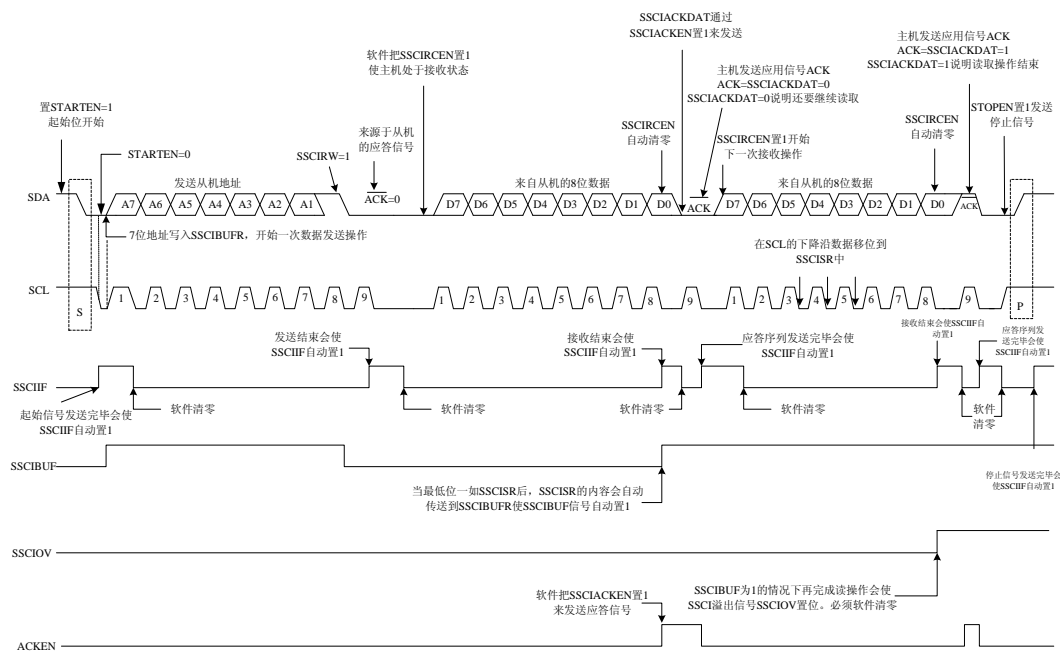 SSCIACKDAT通过
SSCIACKEN置1来发送
主机发送应用信号ACK
ACK=SSCIACKDAT=1
SSCIACKDAT=1说明读取操作结束
软件把SSCIRCEN置1
使主机处于接收状态
主机发送应用信号ACK
ACK=SSCIACKDAT=0
SSCIACKDAT=0说明还要继续读取
置STARTEN=1
起始位开始
STOPEN置1发送
停止信号
来源于从机
的应答信号
SSCIRCEN
自动清零
SSCIRCEN置1开始
下一次接收操作
SSCIRCEN
自动清零
STARTEN=0
SSCIRW=1
发送从机地址
来自从机的8位数据
来自从机的8位数据
SDA
A7 A6 A5 A4 A3 A2 A1
ACK=0
D7 D6 D5 D4 D3 D2 D1 D0
ACK
D7 D6 D5 D4 D3 D2 D1 D0
ACK
7位地址写入SSCIBUFR，开始一次数据发送操作
在SCL的下降沿数据移位到
SSCISR中
SCL
S
1 2 3 4 5 6 7 8 9
1 2 3 4 5 6 7 8 9
1 2 3 4 5 6 7 8 9
P
发送结束会使
SSCIIF自动置1
接收结束会使
SSCIIF自动置1
应答序列发送完毕会使
SSCIIF自动置1
接收结束会使SSCIIF自
动置1
应答序列发
送完毕会使
SSCIIF自动置1
SSCIIF
起始信号发送完毕会使
SSCIIF自动置1
软件清零
软件清零
软件清零
软件清零
软件
清零
SSCIBUF
停止信号发送完毕会
使SSCIIF自动置1
当最低位一如SSCISR后，SSCISR的内容会自动
传送到SSCIBUFR使SSCIBUF信号自动置1
SSCIOV
SSCIBUF为1的情况下再完成读操作会使
SSCI溢出信号SSCIOV置位。必须软件清零
软件把SSCIACKEN置1
来发送应答信号
ACKEN